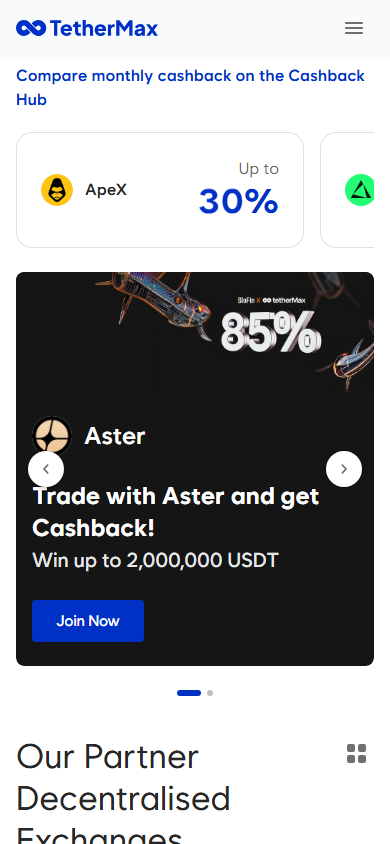 TetherMax
Compare monthly cashback on the Cashback
Hub
ApeX
Up to
30%
BloFin X tetherMax
85%
Aster
Trade with Aster and get
Cashback!
Win up to 2,000,000 USDT
Join Now
Our Partner
Decentralised
Exchanges